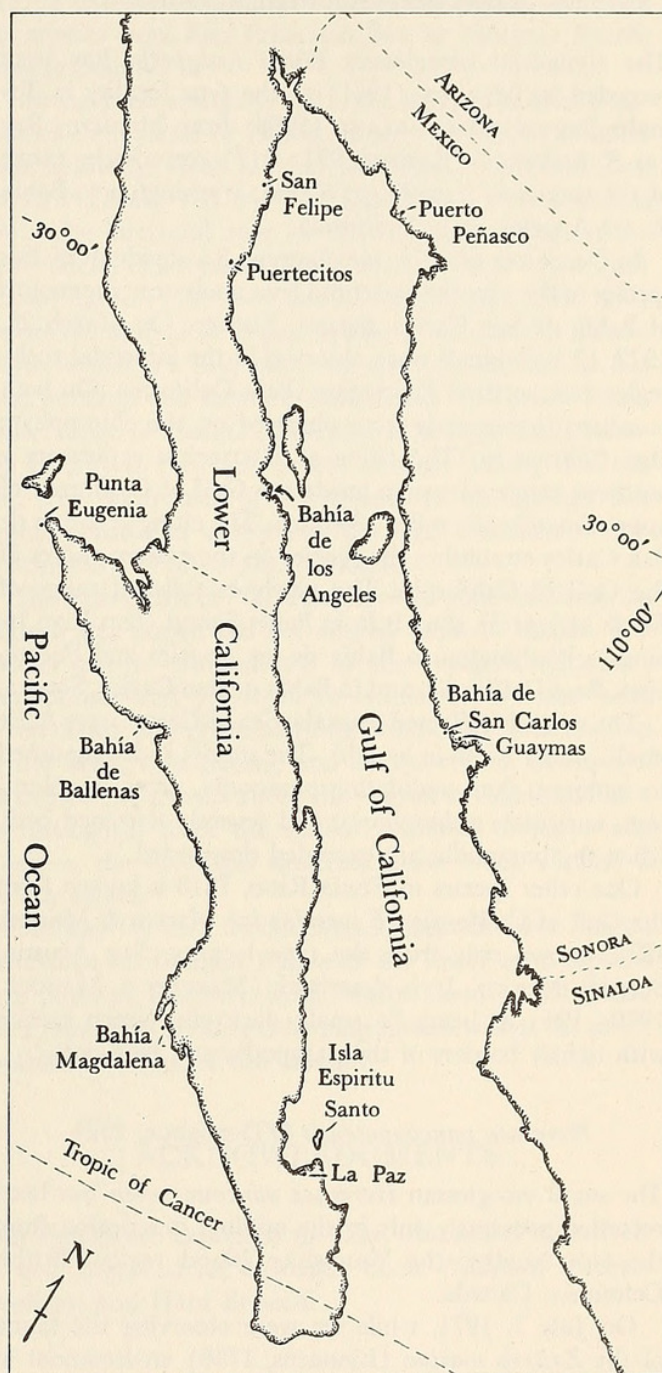 ARIZONA
MEXICO
San
Felipe
Puerto
Peñasco
30°00′
Puertecitos
Lower
California
Punta
Eugenia
Bahía
de
los
Angeles
30°00′
110°00′
Pacific
Ocean
Bahía de
San Carlos
Guaymas
Bahía
de
Ballenas
Gulf of California
SONORA
SINALOA
Bahía
Magdalena
Isla
Espiritu
Santo
La Paz
Tropic of Cancer
N